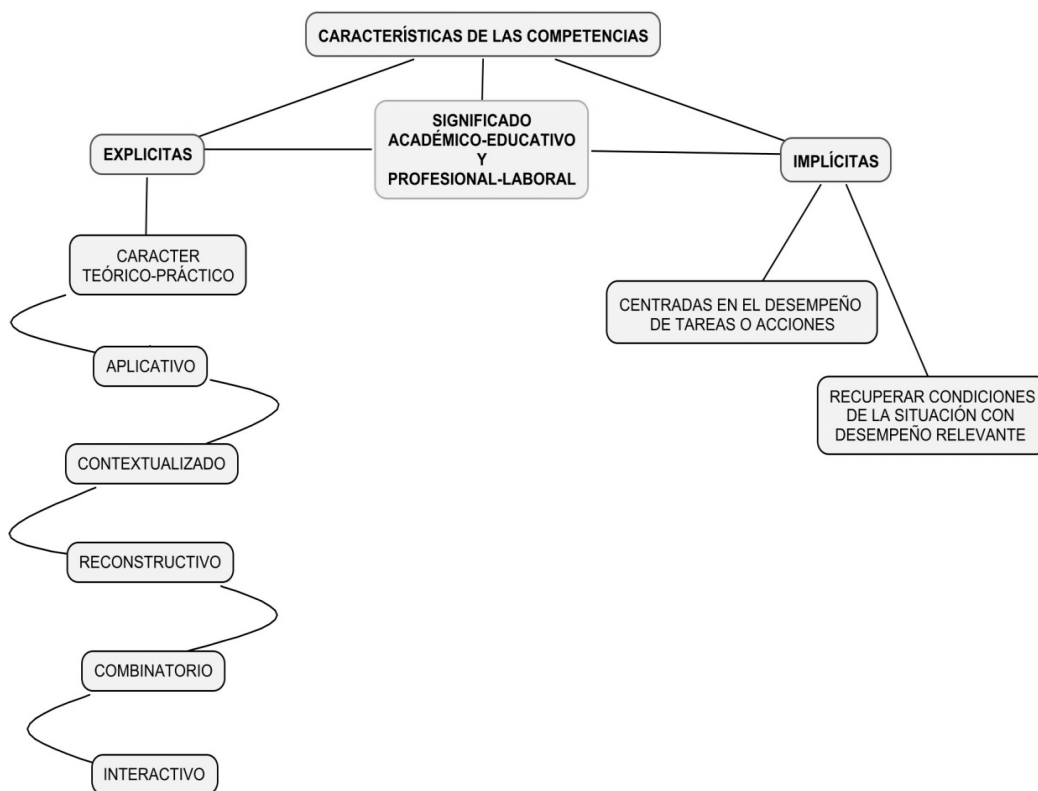 CARACTERÍSTICAS DE LAS COMPETENCIAS
SIGNIFICADO
ACADÉMICO-EDUCATIVO
Y
PROFESIONAL-LABORAL
EXPLICITAS
IMPLÍCITAS
CARACTER
TEÓRICO-PRÁCTICO
CENTRADAS EN EL DESEMPEÑO
DE TAREAS O ACCIONES
APLICATIVO
RECUPERAR CONDICIONES
DE LA SITUACIÓN CON
DESEMPEÑO RELEVANTE
CONTEXTUALIZADO
RECONSTRUCTIVO
COMBINATORIO
INTERACTIVO